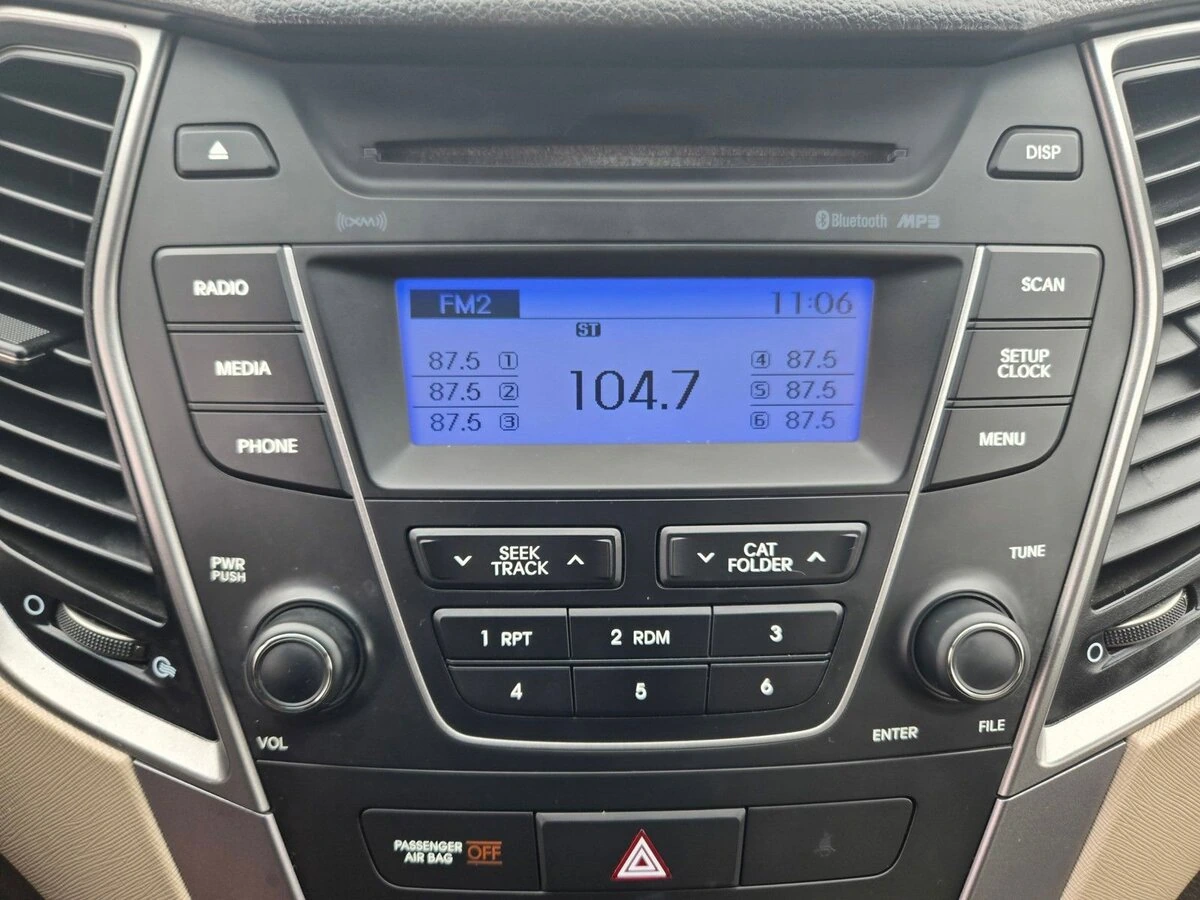 DISP
((XM))
Bluetooth MP3
RADIO
MEDIA
PHONE
FM2 11:06
ST
87.5 1
87.5 2
87.5 3
104.7
4 87.5
5 87.5
6 87.5
SCAN
SETUP
CLOCK
MENU
SEEK
TRACK
CAT
FOLDER
PWR
PUSH
VOL
1 RPT
2 RDM
3
4
5
6
TUNE
ENTER
FILE
PASSENGER
AIR BAG
OFF